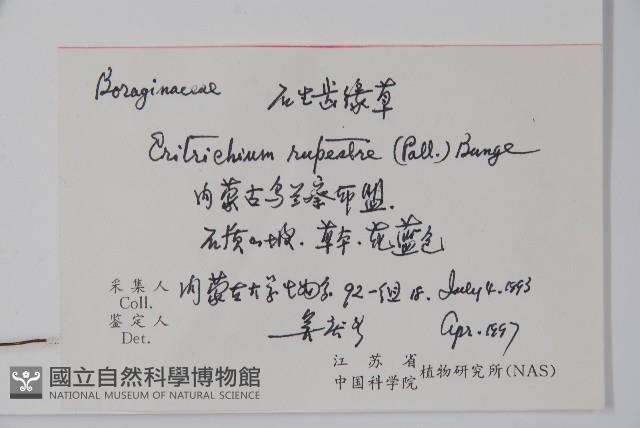 Boraginaceae 石生齿缘草
Eritrichium rupestre (Pall.) Bunge
内蒙古乌兰察布盟.
石质山坡. 草本. 花蓝色
采集人 内蒙古大学生物系 92-组 18. July 4. 1993
Coll.
鉴定人 Apr. 1997
Det.
江苏省
中国科学院 植物研究所(NAS)
國立自然科學博物館
NATIONAL MUSEUM OF NATURAL SCIENCE